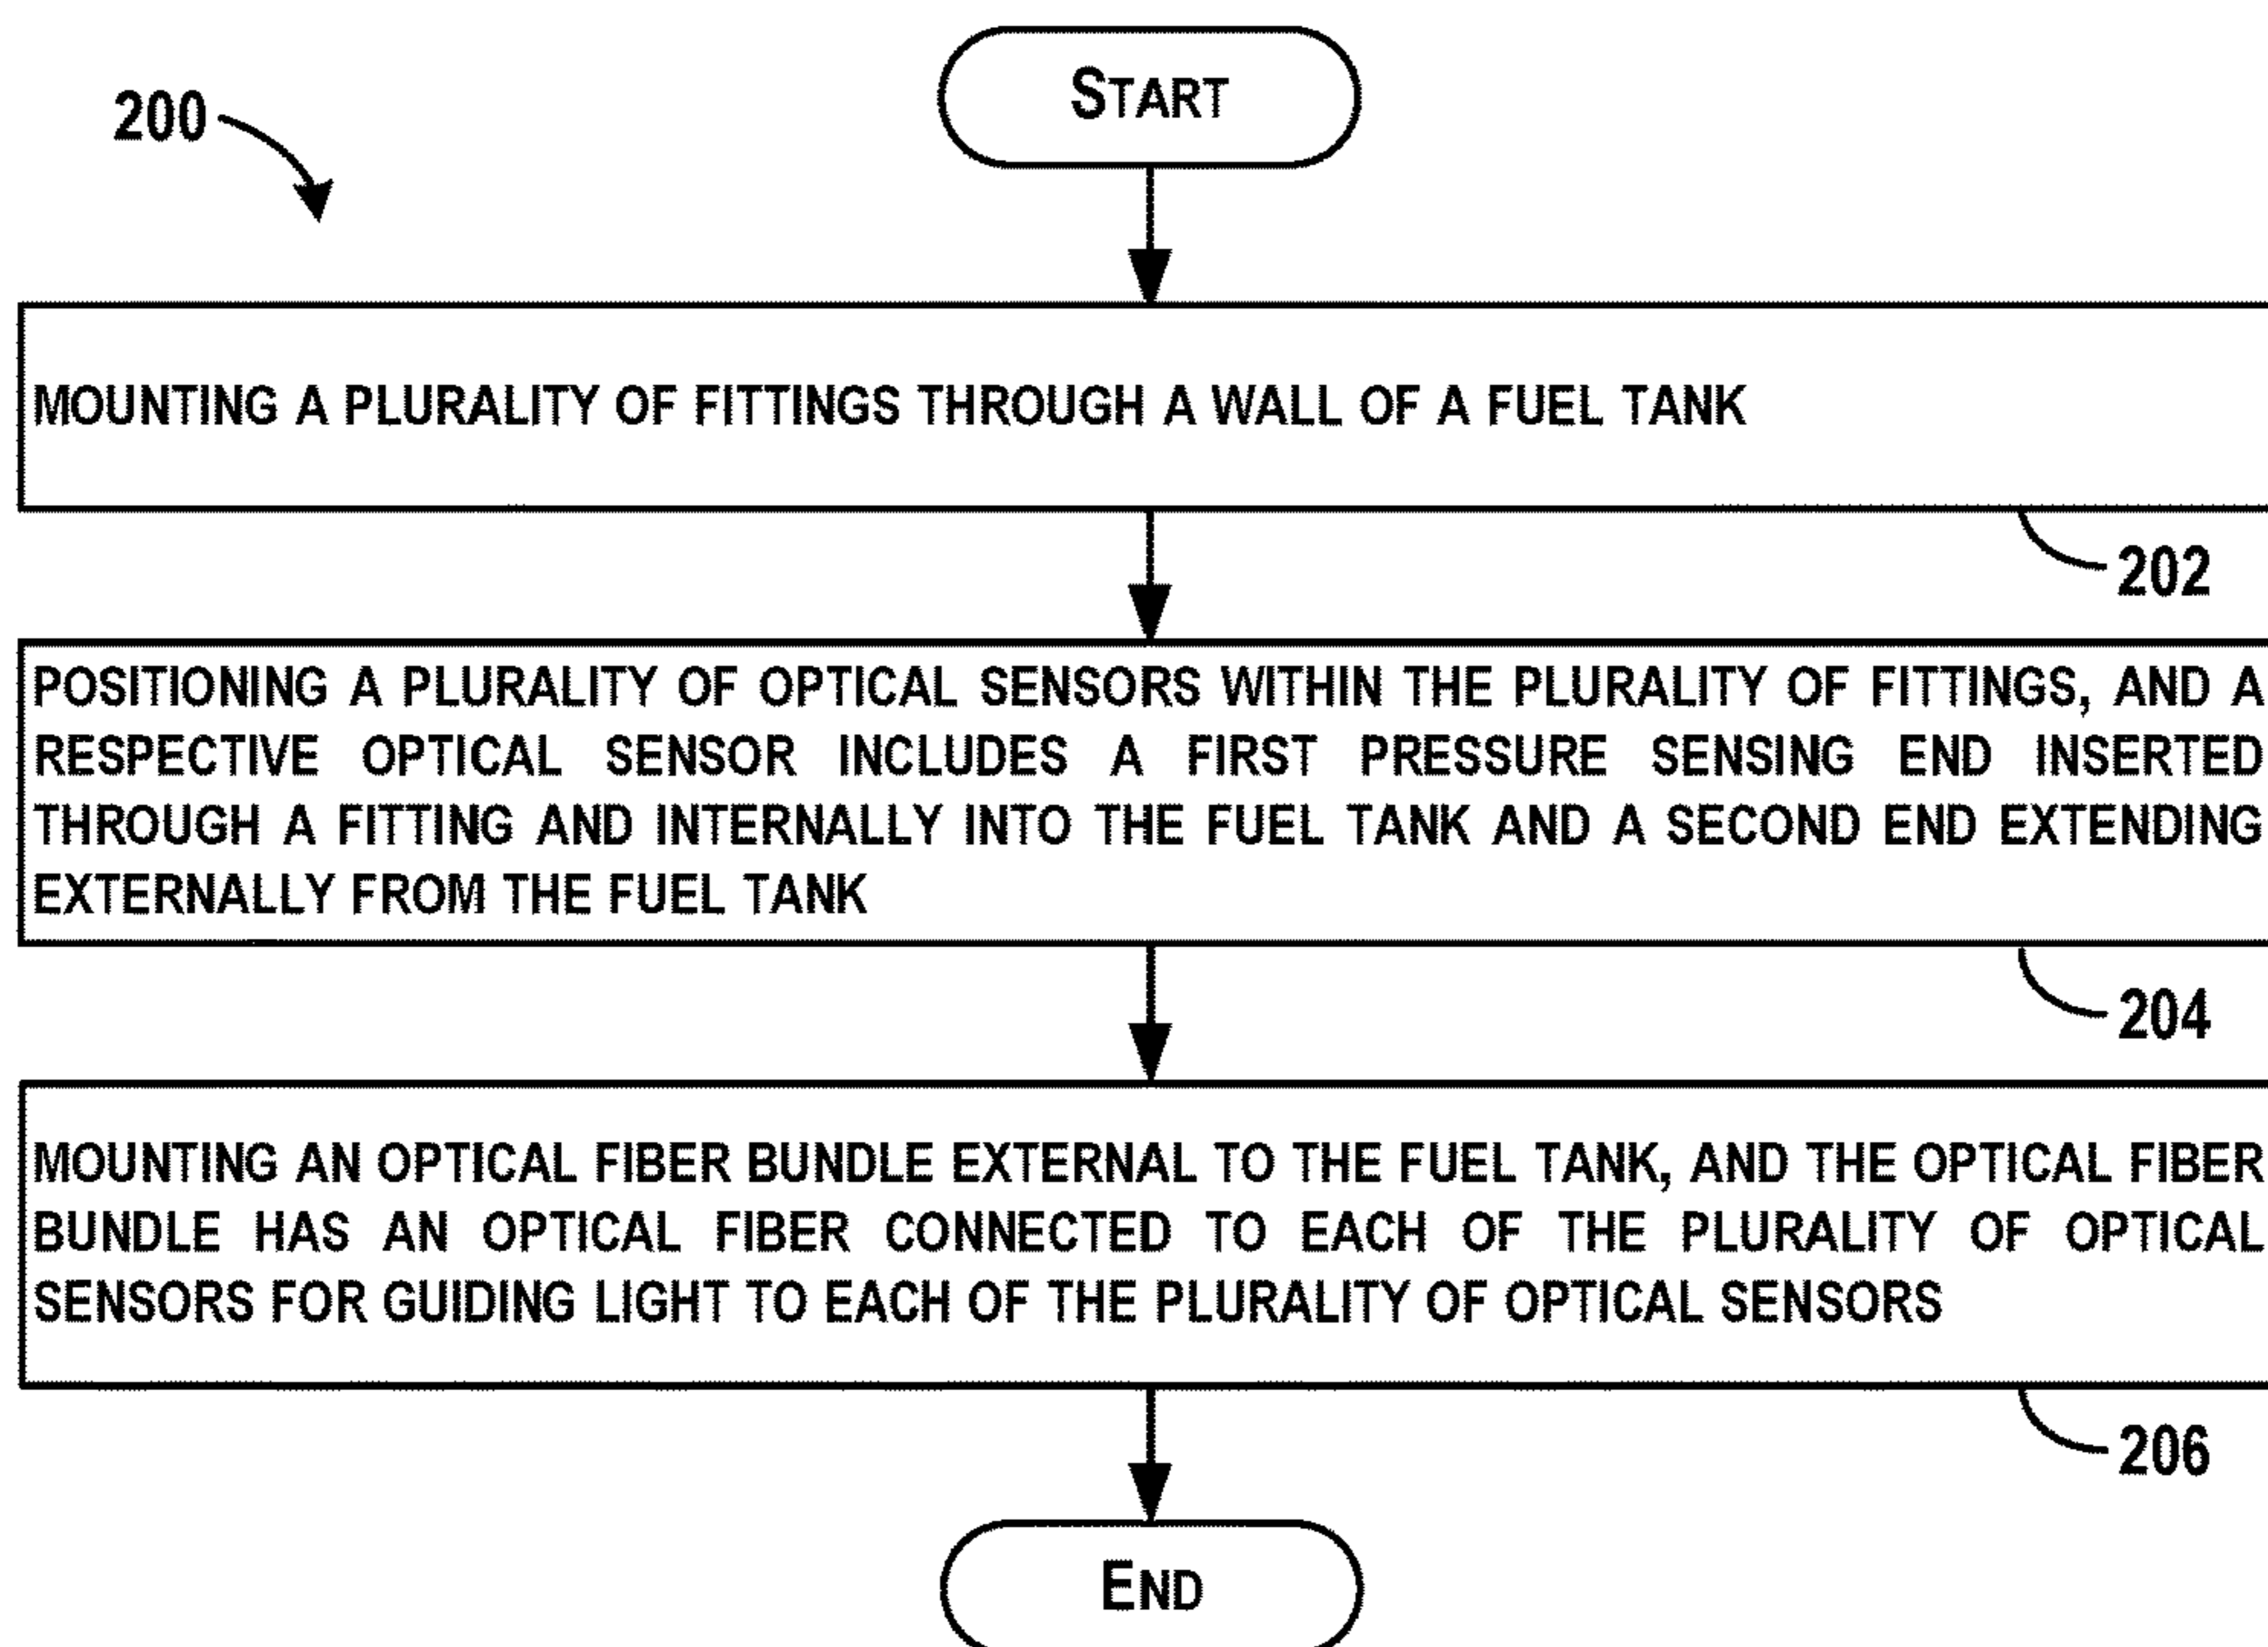 START
200
MOUNTING A PLURALITY OF FITTINGS THROUGH A WALL OF A FUEL TANK
202
POSITIONING A PLURALITY OF OPTICAL SENSORS WITHIN THE PLURALITY OF FITTINGS, AND A
RESPECTIVE OPTICAL SENSOR INCLUDES A FIRST PRESSURE SENSING END INSERTED
THROUGH A FITTING AND INTERNALLY INTO THE FUEL TANK AND A SECOND END EXTENDING
EXTERNALLY FROM THE FUEL TANK
204
MOUNTING AN OPTICAL FIBER BUNDLE EXTERNAL TO THE FUEL TANK, AND THE OPTICAL FIBER
BUNDLE HAS AN OPTICAL FIBER CONNECTED TO EACH OF THE PLURALITY OF OPTICAL
SENSORS FOR GUIDING LIGHT TO EACH OF THE PLURALITY OF OPTICAL SENSORS
206
END